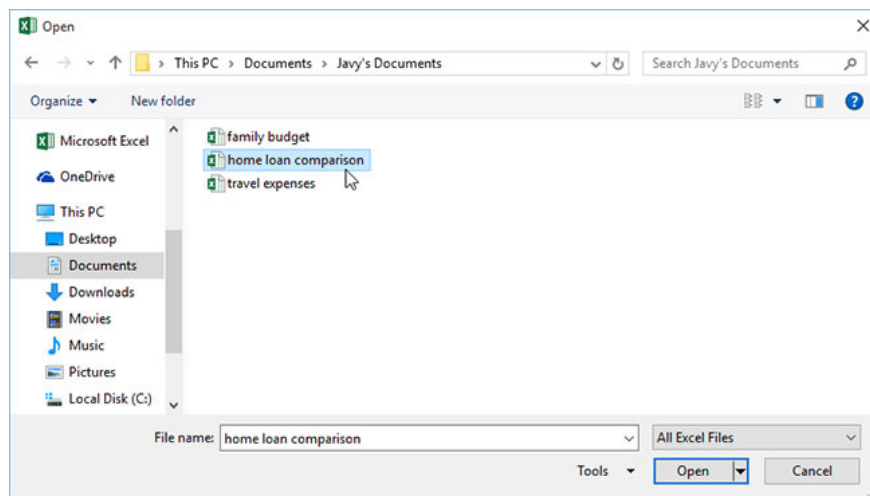 Open
This PC > Documents > Javy's Documents
Search Javy's Documents
Organize
New folder
Microsoft Excel
OneDrive
This PC
Desktop
Documents
Downloads
Movies
Music
Pictures
Local Disk (C:)
family budget
home loan comparison
travel expenses
File name: home loan comparison
All Excel Files
Tools
Open
Cancel